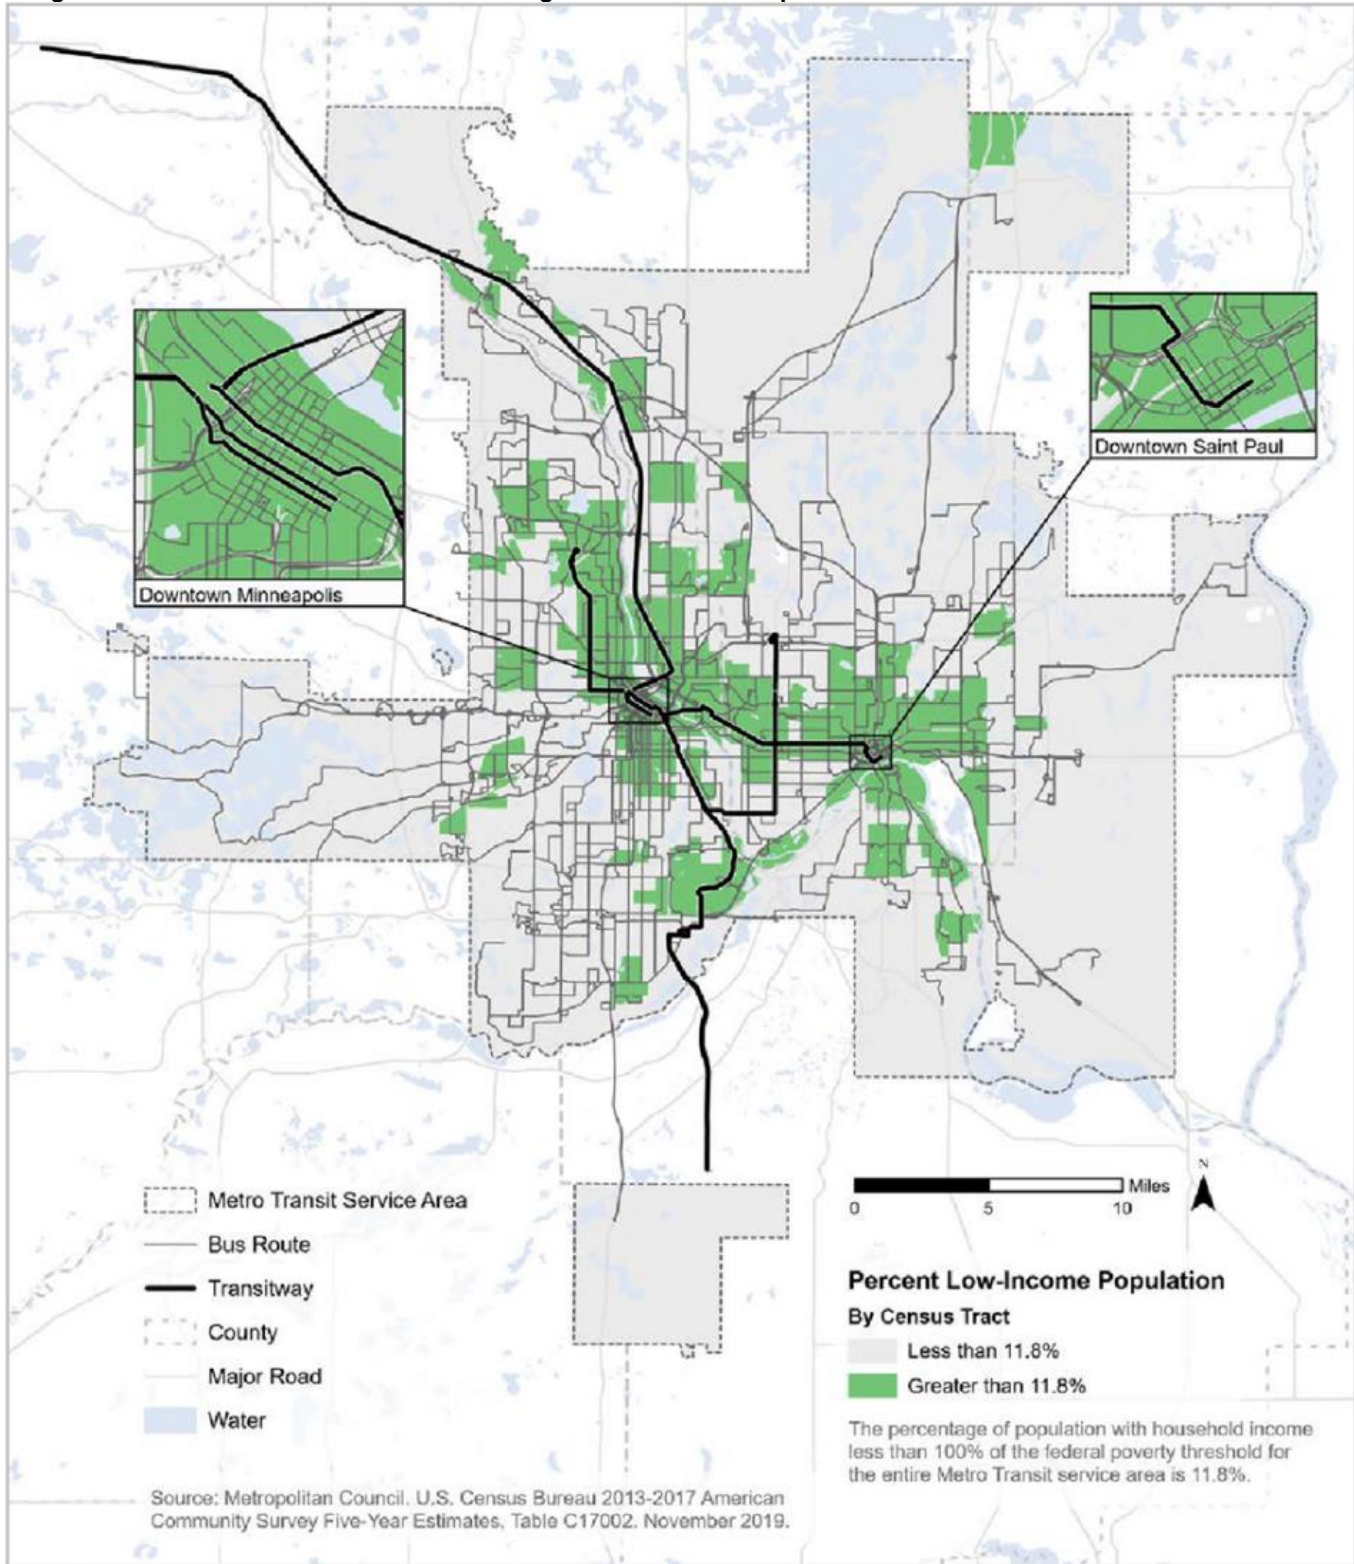 Downtown Saint Paul
Downtown Minneapolis
Metro Transit Service Area
Bus Route
Transitway
County
Major Road
Water
Miles
0 5 10
N
Percent Low-Income Population
By Census Tract
Less than 11.8%
Greater than 11.8%
The percentage of population with household income
less than 100% of the federal poverty threshold for
the entire Metro Transit service area is 11.8%.
Source: Metropolitan Council. U.S. Census Bureau 2013-2017 American
Community Survey Five-Year Estimates, Table C17002. November 2019.